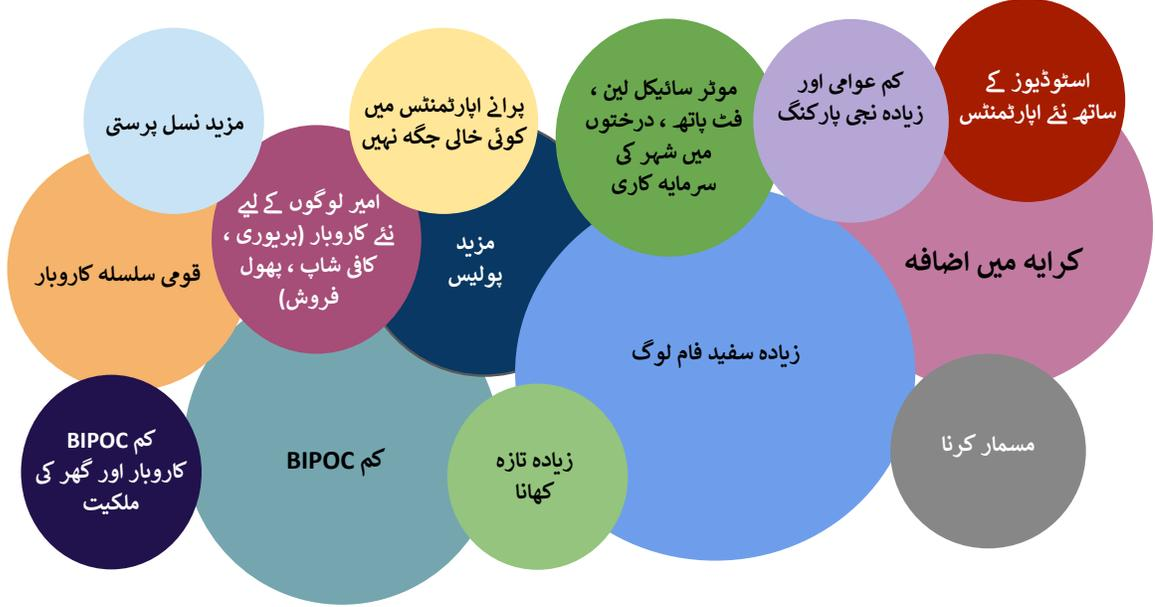 مزید نسل پرستی
پرانے اپارٹمنٹس میں
کوئی خالی جگہ نہیں
موٹر سائیکل لین ،
فٹ پاتھ ، درختوں
میں شہر کی
سرمایہ کاری
کم عوامی اور
زیادہ نجی پارکنگ
اسٹوڈیوز کے
ساتھ نئے اپارٹمنٹس
قومی سلسلہ کاروبار
امیر لوگوں کے لیے
نئے کاروبار (بریوری ،
کافی شاپ ، پھول
فروش)
مزید
پولیس
زیادہ سفید فام لوگ
کرایہ میں اضافہ
کم BIPOC
کاروبار اور گھر کی
ملکیت
کم BIPOC
زیادہ تازہ
کھانا
مسمار کرنا